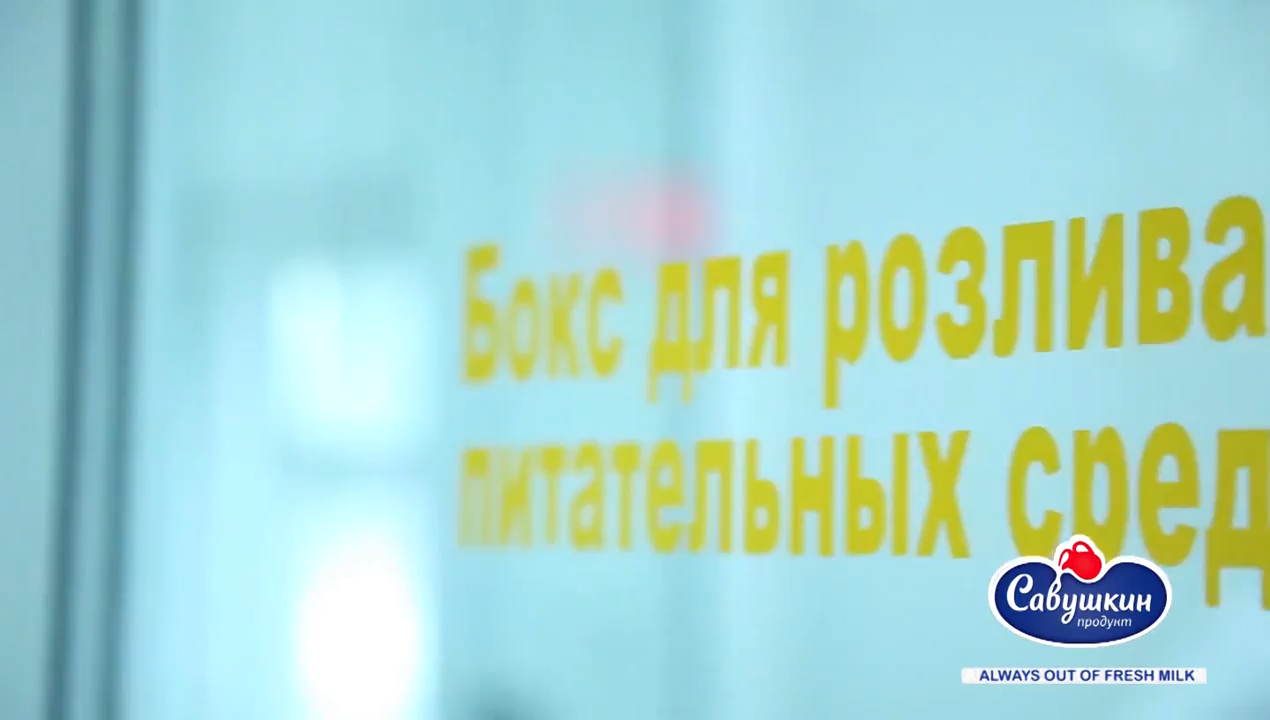 Бокс для розлива
питательных сред
Савушкин
продукт
ALWAYS OUT OF FRESH MILK